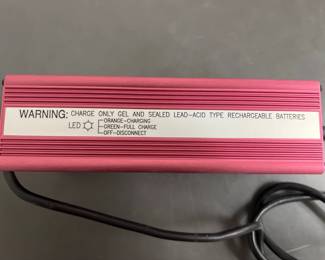 WARNING: CHARGE ONLY GEL AND SEALED LEAD-ACID TYPE RECHARGEABLE BATTERIES
ORANGE-CHARGING
LED GREEN-FULL CHARGE
OFF-DISCONNECT